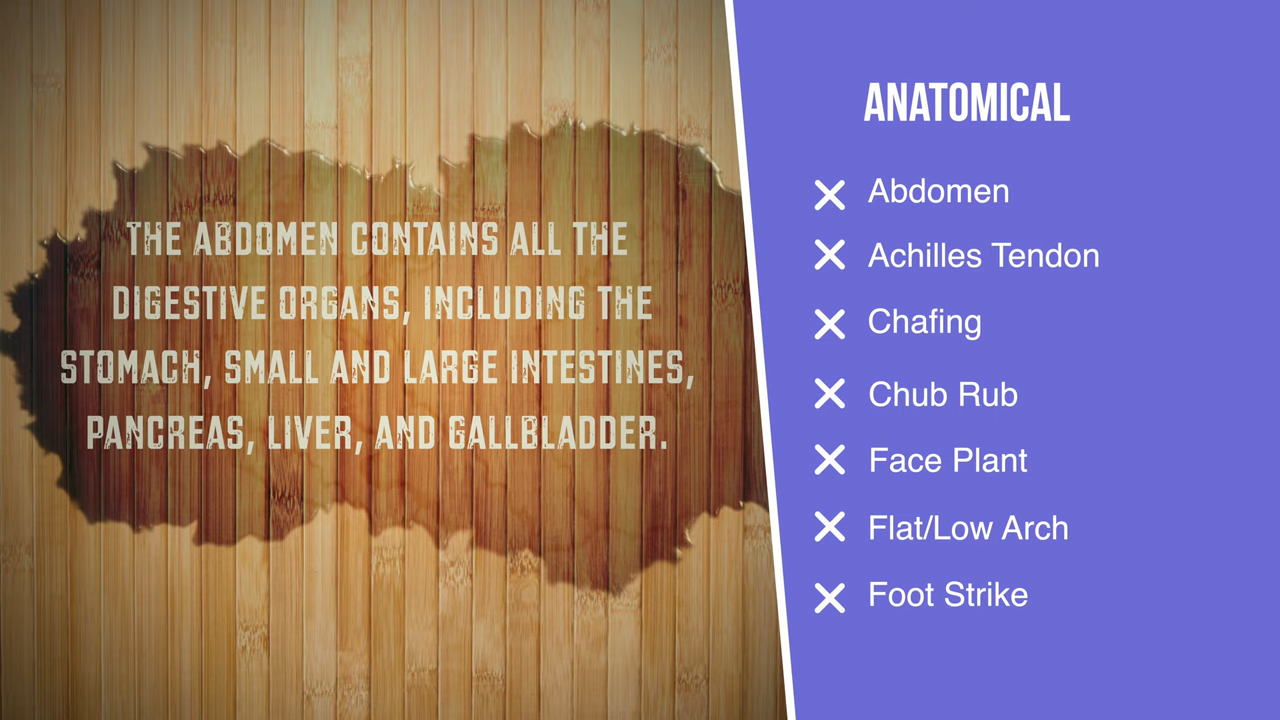 THE ABDOMEN CONTAINS ALL THE
DIGESTIVE ORGANS, INCLUDING THE
STOMACH, SMALL AND LARGE INTESTINES,
PANCREAS, LIVER, AND GALLBLADDER.
ANATOMICAL
Abdomen
Achilles Tendon
Chafing
Chub Rub
Face Plant
Flat/Low Arch
Foot Strike